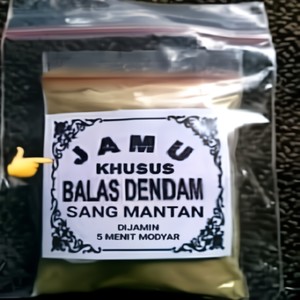 JAMU
KHUSUS
BALAS DENDAM
SANG MANTAN
DIJAMIN
5 MENIT MODYAR